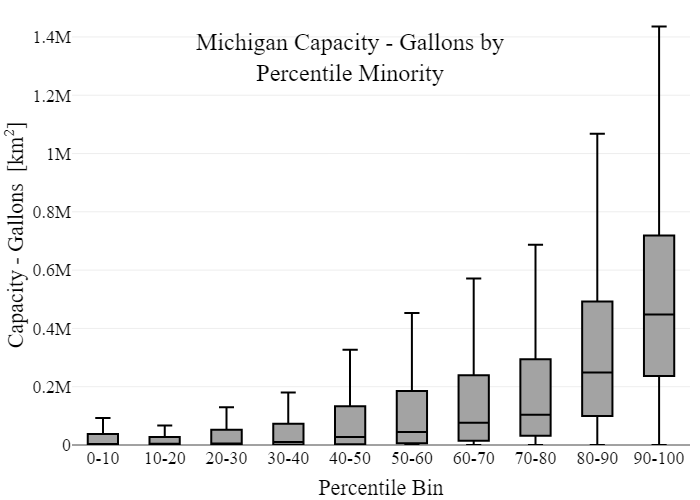 Michigan Capacity - Gallons by
Percentile Minority
Capacity - Gallons [km²]
1.4M
1.2M
1M
0.8M
0.6M
0.4M
0.2M
0
0-10 10-20 20-30 30-40 40-50 50-60 60-70 70-80 80-90 90-100
Percentile Bin